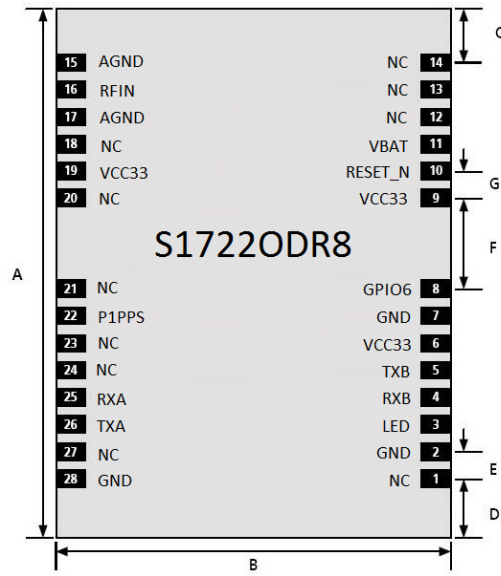 C
15 AGND NC 14
16 RFIN NC 13
17 AGND NC 12
18 NC VBAT 11
19 VCC33 RESET_N 10
G
20 NC VCC33 9
S1722ODR8
F
A
21 NC GPIO6 8
22 P1PPS GND 7
23 NC VCC33 6
24 NC TXB 5
25 RXA RXB 4
26 TXA LED 3
27 NC GND 2
E
28 GND NC 1
D
B